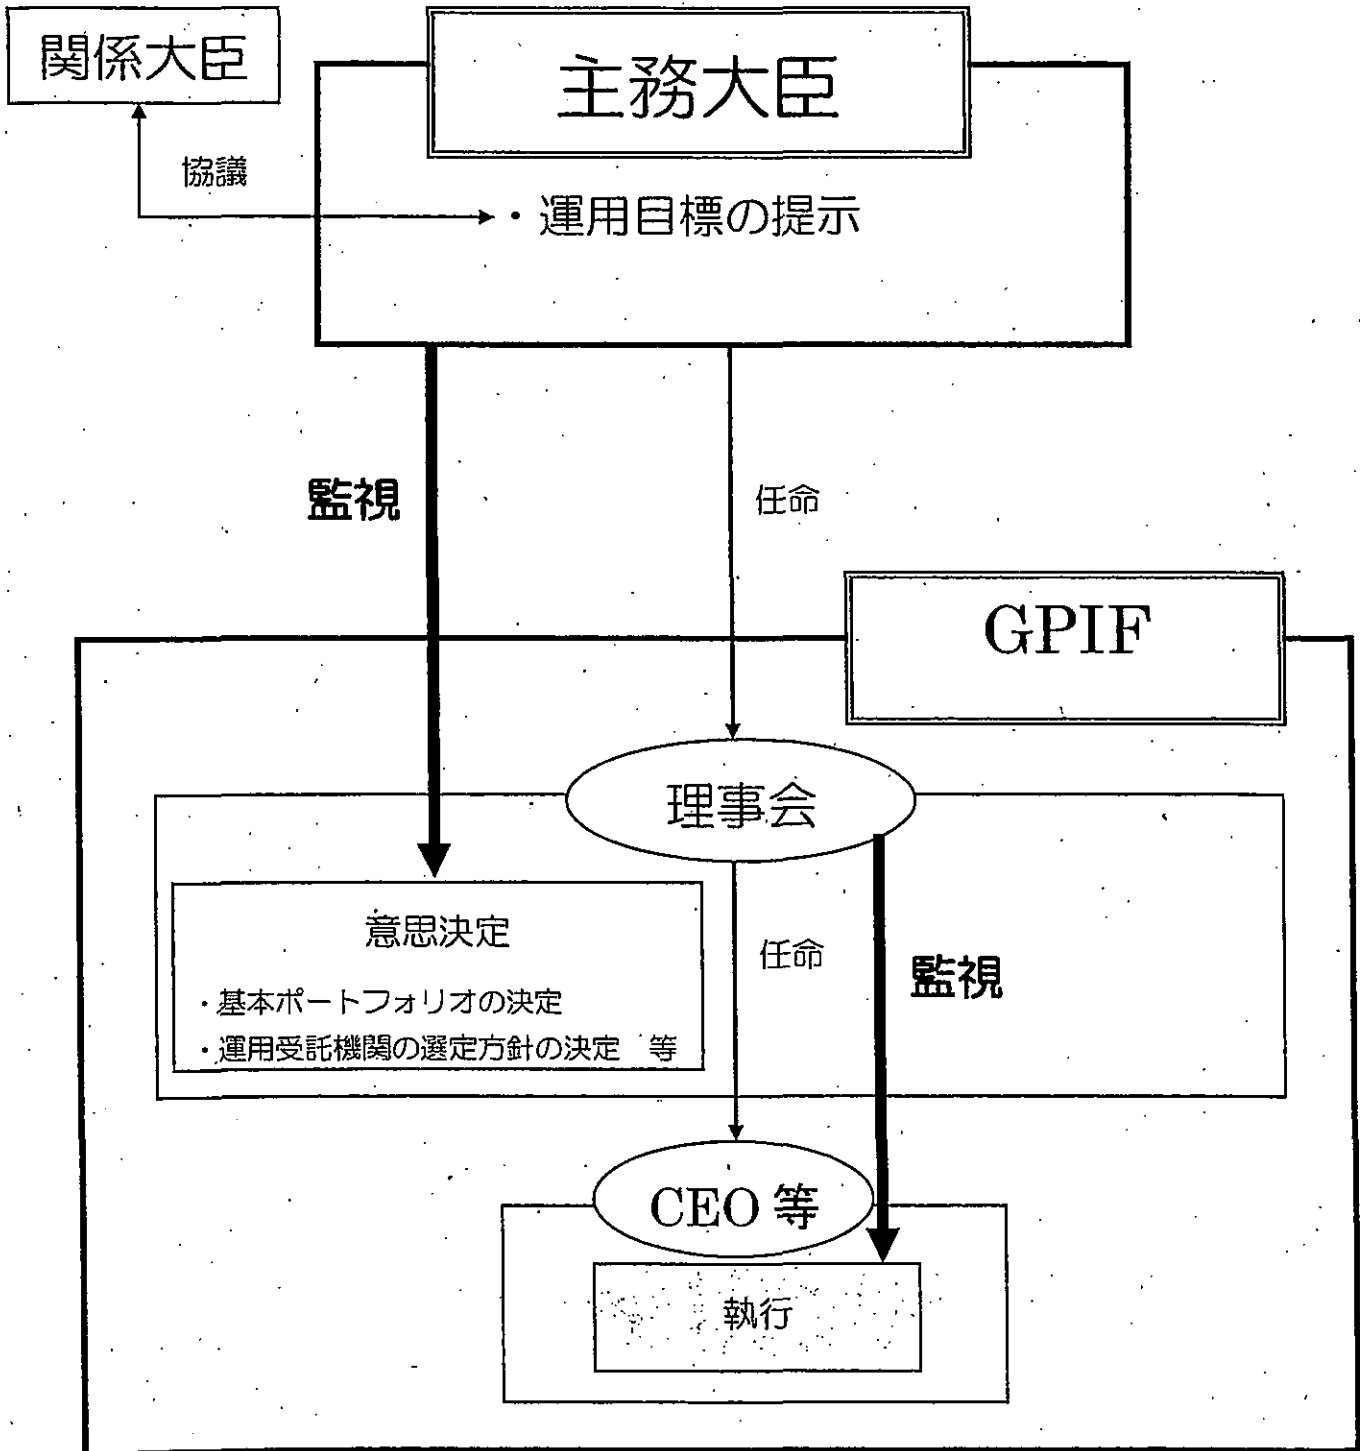 関係大臣
主務大臣
協議
・運用目標の提示
監視
任命
GPIF
理事会
意思決定
・基本ポートフォリオの決定
・運用受託機関の選定方針の決定 等
任命
監視
CEO 等
執行